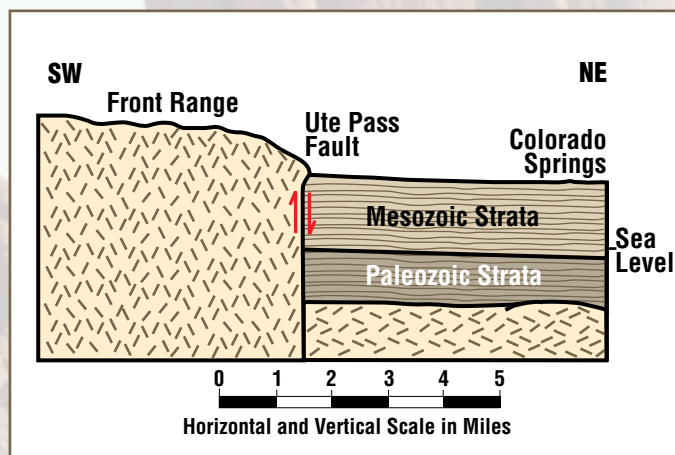 SW
NE
Front Range
Ute Pass
Fault
Colorado
Springs
Mesozoic Strata
Sea
Level
Paleozoic Strata
0 1 2 3 4 5
Horizontal and Vertical Scale in Miles